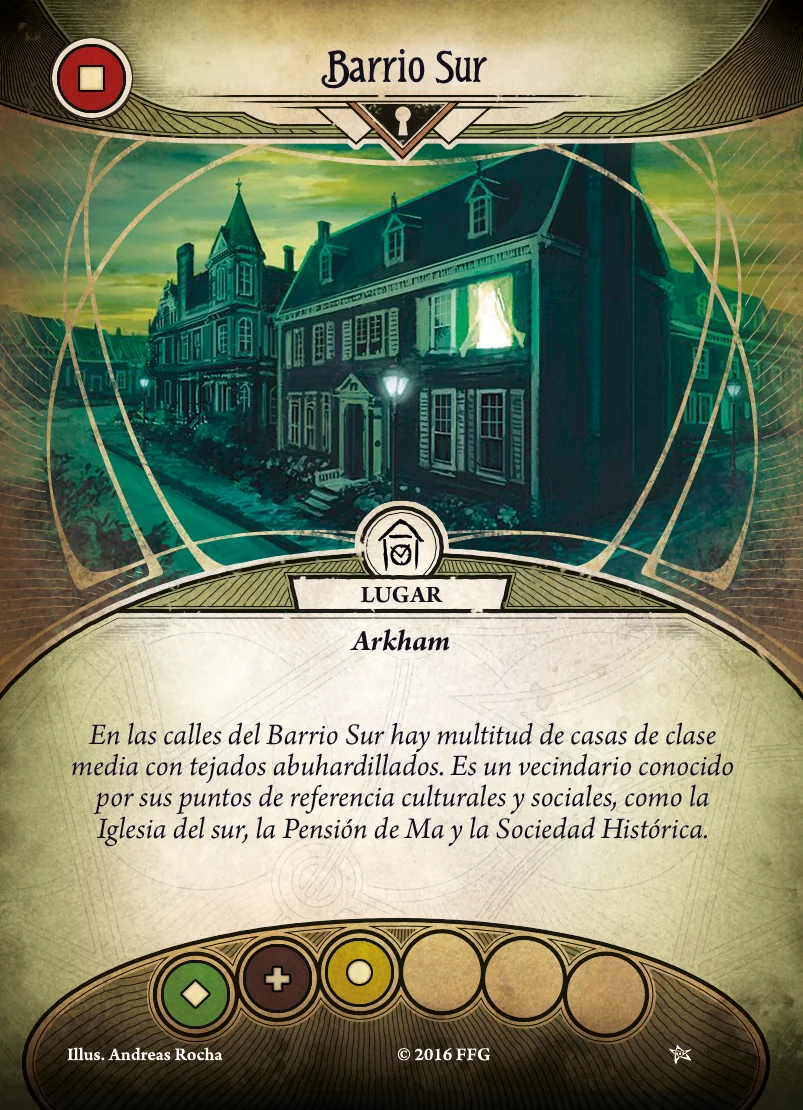 Barrio Sur
LUGAR
Arkham
En las calles del Barrio Sur hay multitud de casas de clase
media con tejados abuhardillados. Es un vecindario conocido
por sus puntos de referencia culturales y sociales, como la
Iglesia del sur, la Pensión de Ma y la Sociedad Histórica.
Illus. Andreas Rocha © 2016 FFG